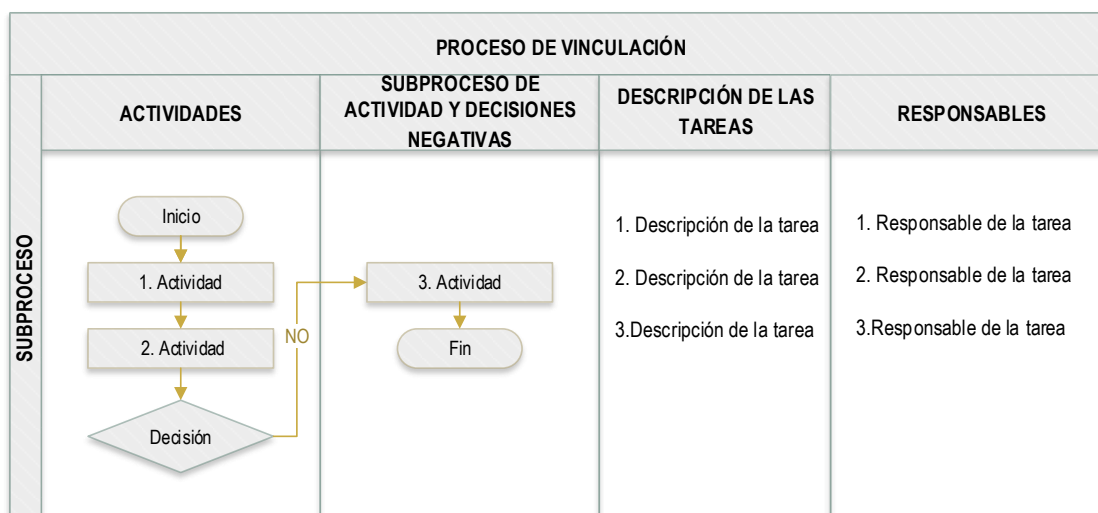 PROCESO DE VINCULACIÓN
SUBPROCESO
ACTIVIDADES
SUBPROCESO DE
ACTIVIDAD Y DECISIONES
NEGATIVAS
DESCRIPCIÓN DE LAS
TAREAS
RESPONSABLES
Inicio
1. Actividad
2. Actividad
Decisión
NO
3. Actividad
Fin
1. Descripción de la tarea
2. Descripción de la tarea
3.Descripción de la tarea
1. Responsable de la tarea
2. Responsable de la tarea
3.Responsable de la tarea